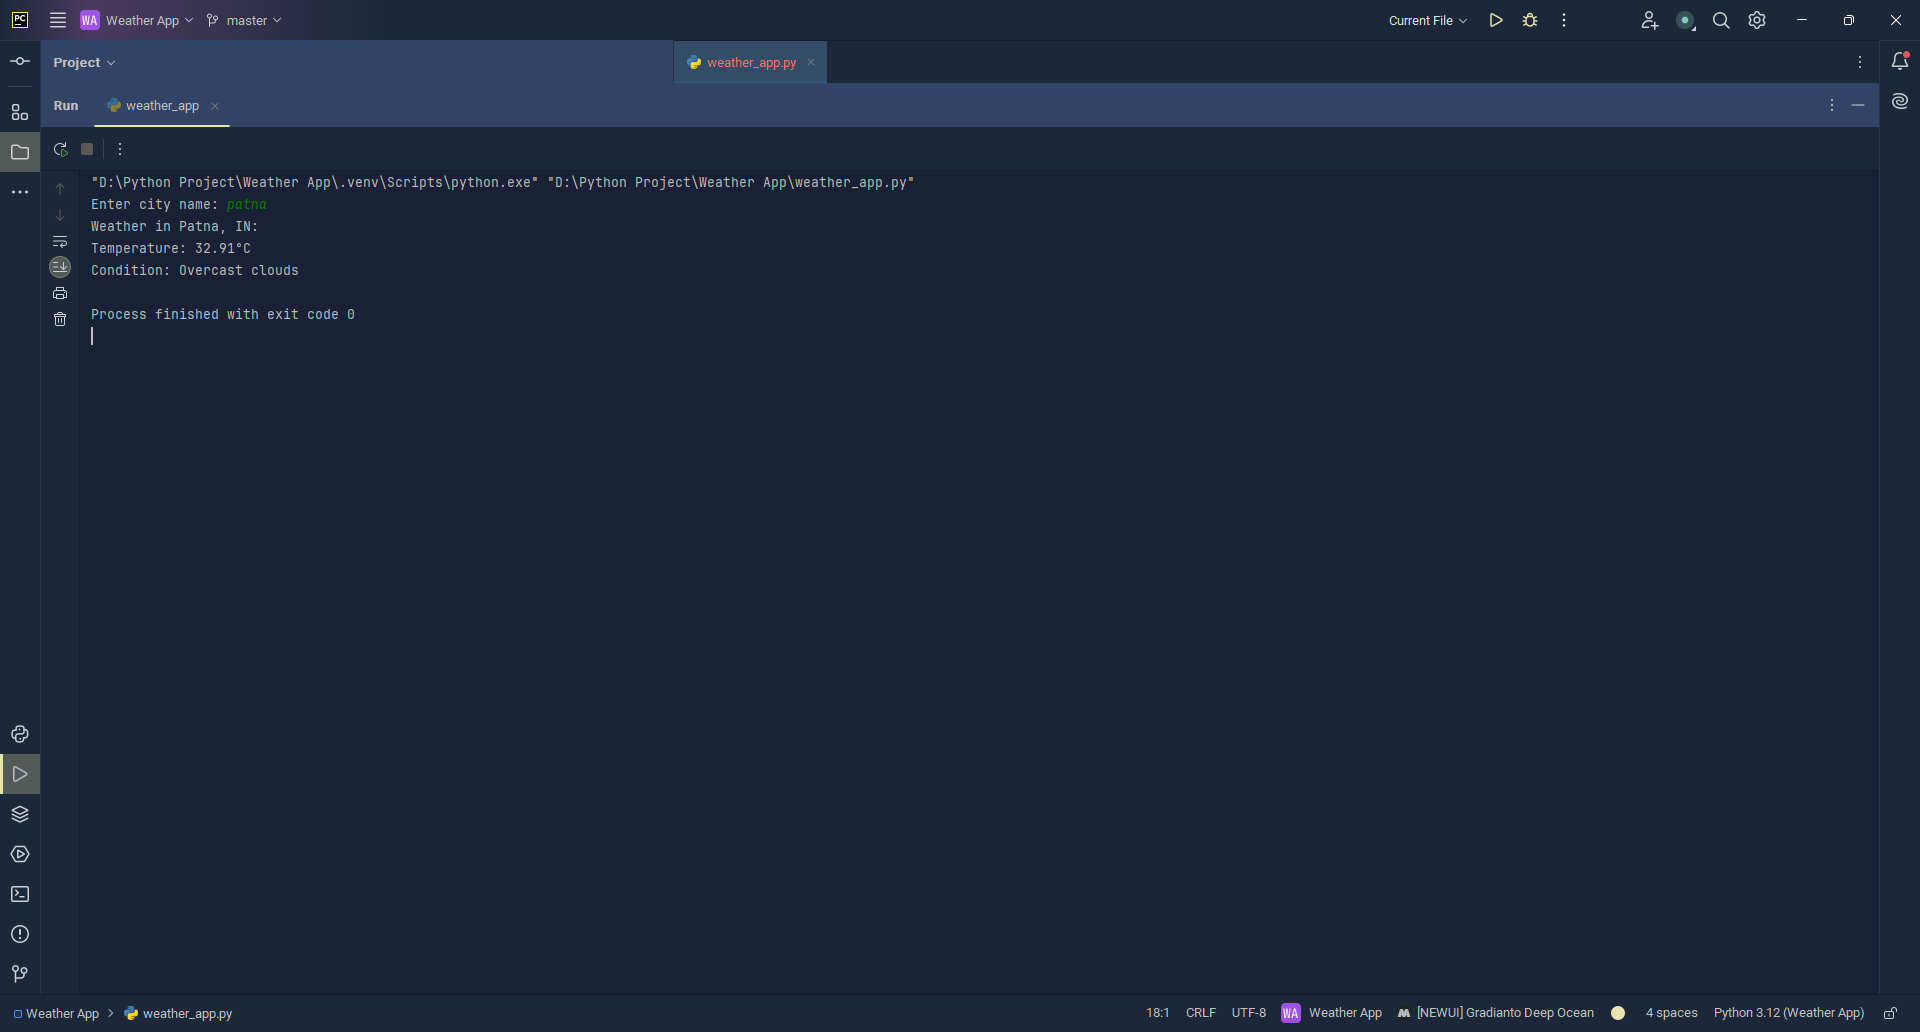 PC
WA Weather App master Current File
Project
weather_app.py
Run weather_app
"D:\Python Project\Weather App\.venv\Scripts\python.exe" "D:\Python Project\Weather App\weather_app.py"
Enter city name: patna
Weather in Patna, IN:
Temperature: 32.91°C
Condition: Overcast clouds
Process finished with exit code 0
Weather App > weather_app.py 18:1 CRLF UTF-8 WA Weather App M [NEWUI] Gradianto Deep Ocean 4 spaces Python 3.12 (Weather App)